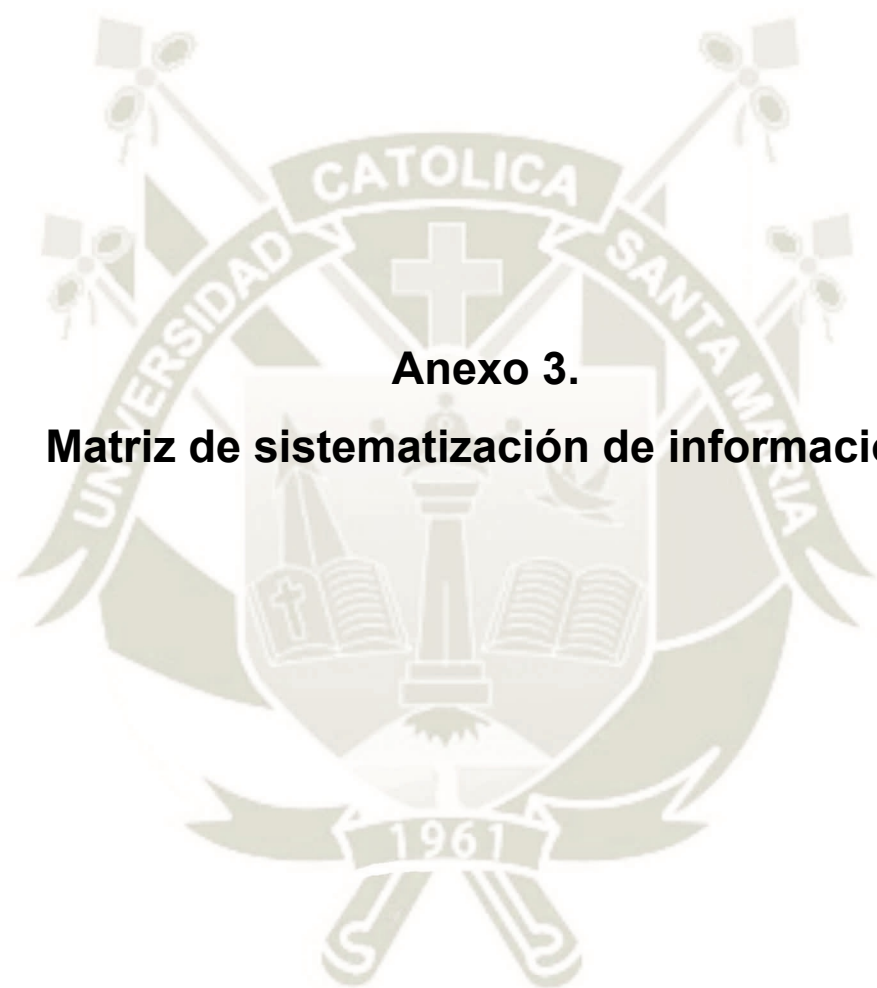 CATOLICA
UNIVERSIDAD
SANTA MARIA
Anexo 3.
Matriz de sistematización de informació
1961